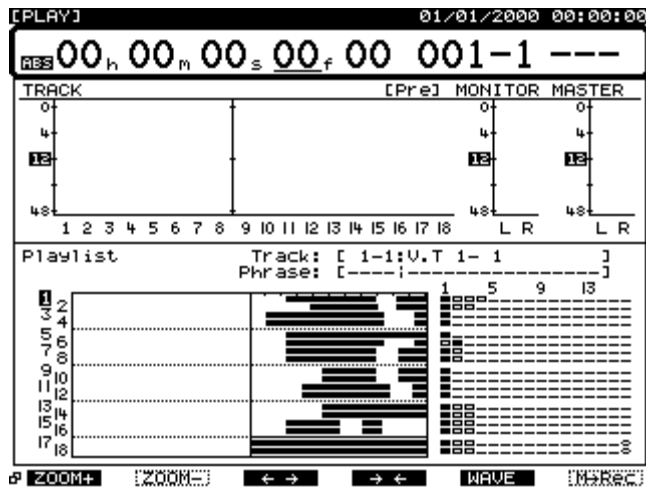 [PLAY] 01/01/2000 00:00:00
ABS 00h 00m 00s 00f 00 001-1 ---
TRACK [Pre] MONITOR MASTER
0 0 0
4 4 4
12 12 12
48 48 48
1 2 3 4 5 6 7 8 9 10 11 12 13 14 15 16 17 18 L R L R
Playlist Track: [ 1-1:V.T 1- 1 ]
Phrase: [----:-------------------]
1 5 9 13
1 2
3 4
5 6
7 8
9 10
11 12
13 14
15 16
17 18
ZOOM+ ZOOM- ← → → ← WAVE M→Rec